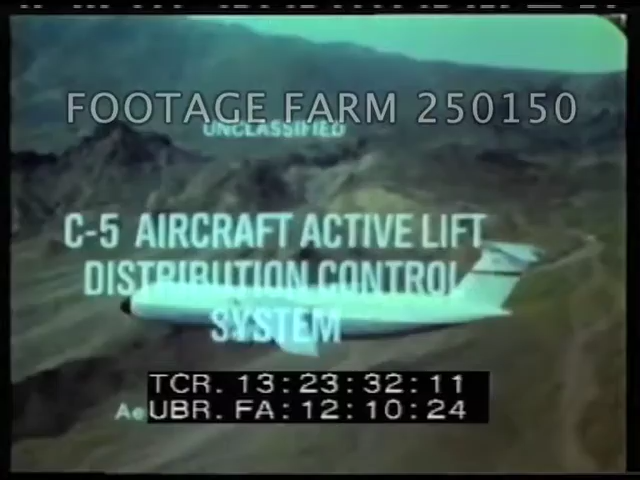 FOOTAGE FARM 250150
UNCLASSIFIED
C-5 AIRCRAFT ACTIVE LIFT
DISTRIBUTION CONTROL
SYSTEM
TCR. 13:23:32:11
Ae
UBR. FA:12:10:24